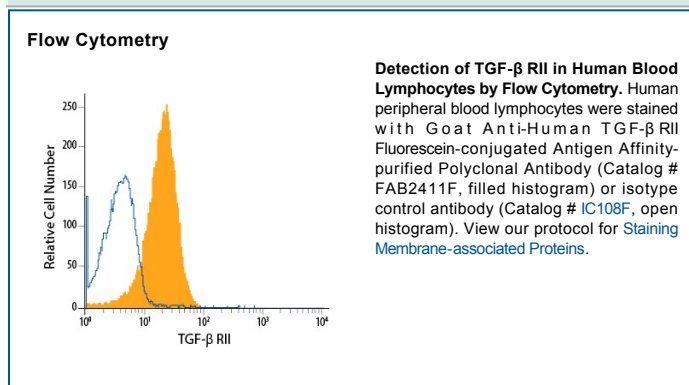 Flow Cytometry
250
200
150
100
50
0
Relative Cell Number
10⁰ 10¹ 10² 10³ 10⁴
TGF-β RII
Detection of TGF-β RII in Human Blood
Lymphocytes by Flow Cytometry. Human
peripheral blood lymphocytes were stained
with Goat Anti-Human TGF-β RII
Fluorescein-conjugated Antigen Affinity-
purified Polyclonal Antibody (Catalog #
FAB2411F, filled histogram) or isotype
control antibody (Catalog # IC108F, open
histogram). View our protocol for Staining
Membrane-associated Proteins.